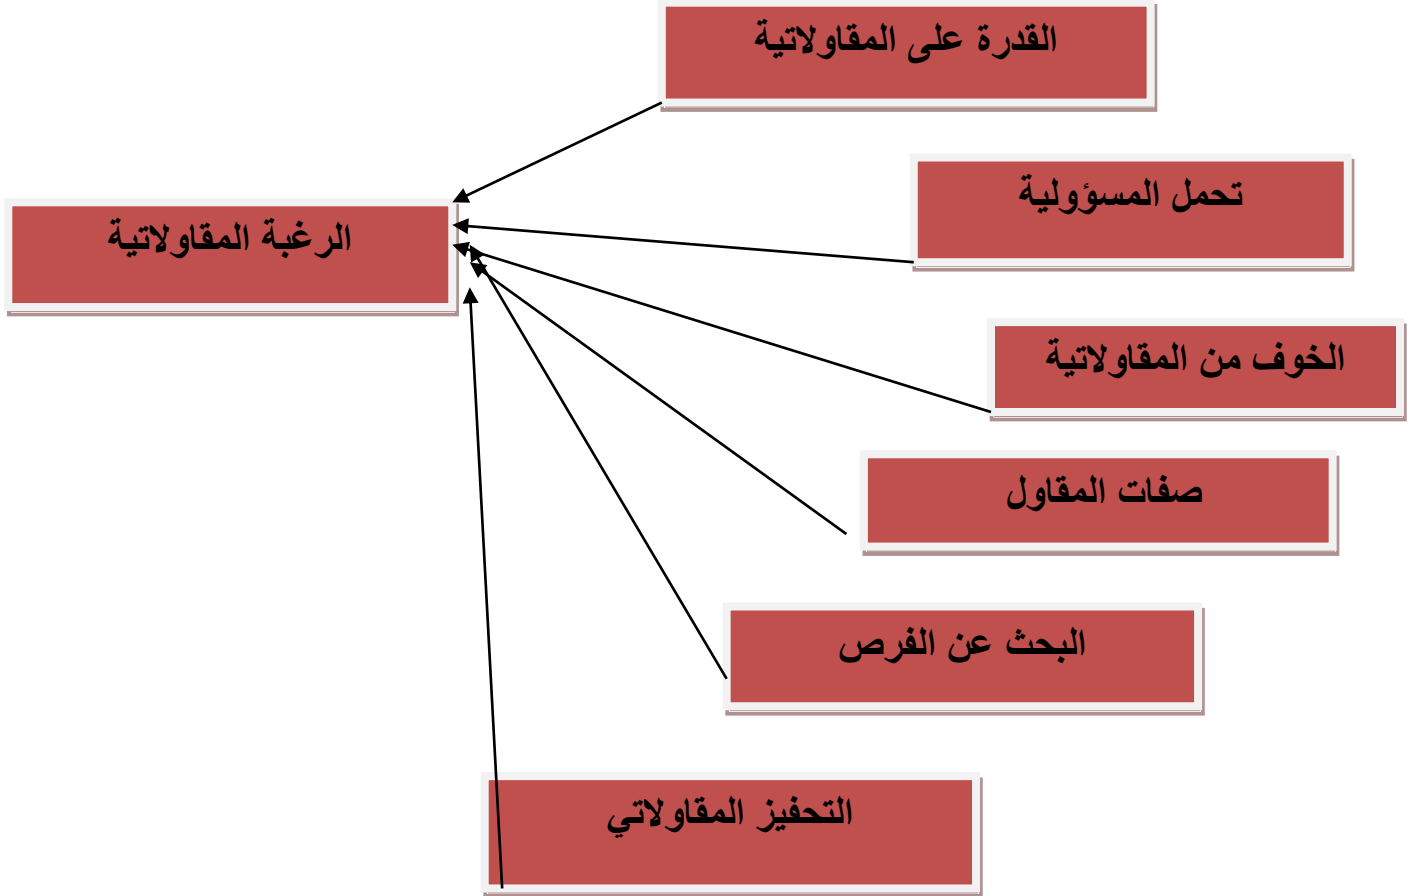 القدرة على المقاولاتية
تحمل المسؤولية
الرغبة المقاولاتية
الخوف من المقاولاتية
صفات المقاول
البحث عن الفرص
التحفيز المقاولاتي